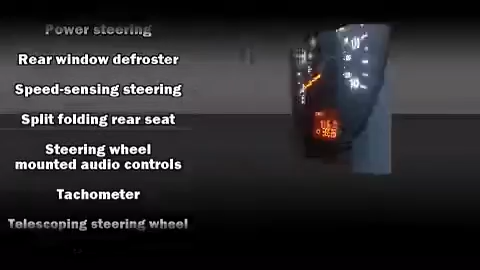 Power steering
Rear window defroster
Speed-sensing steering
Split folding rear seat
Steering wheel
mounted audio controls
Tachometer
Telescoping steering wheel